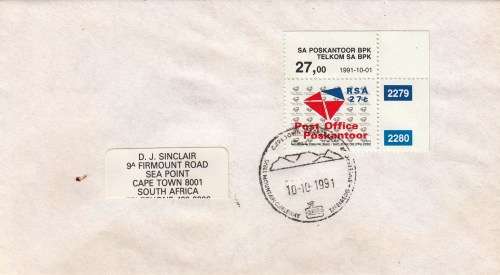 SA POSKANTOOR BPK
TELKOM SA BPK
27,00 1991-10-01
RSA
27c
2279
Post Office
Poskantoor
2280
10-10-1991
D. J. SINCLAIR
9A FIRMOUNT ROAD
SEA POINT
CAPE TOWN 8001
SOUTH AFRICA